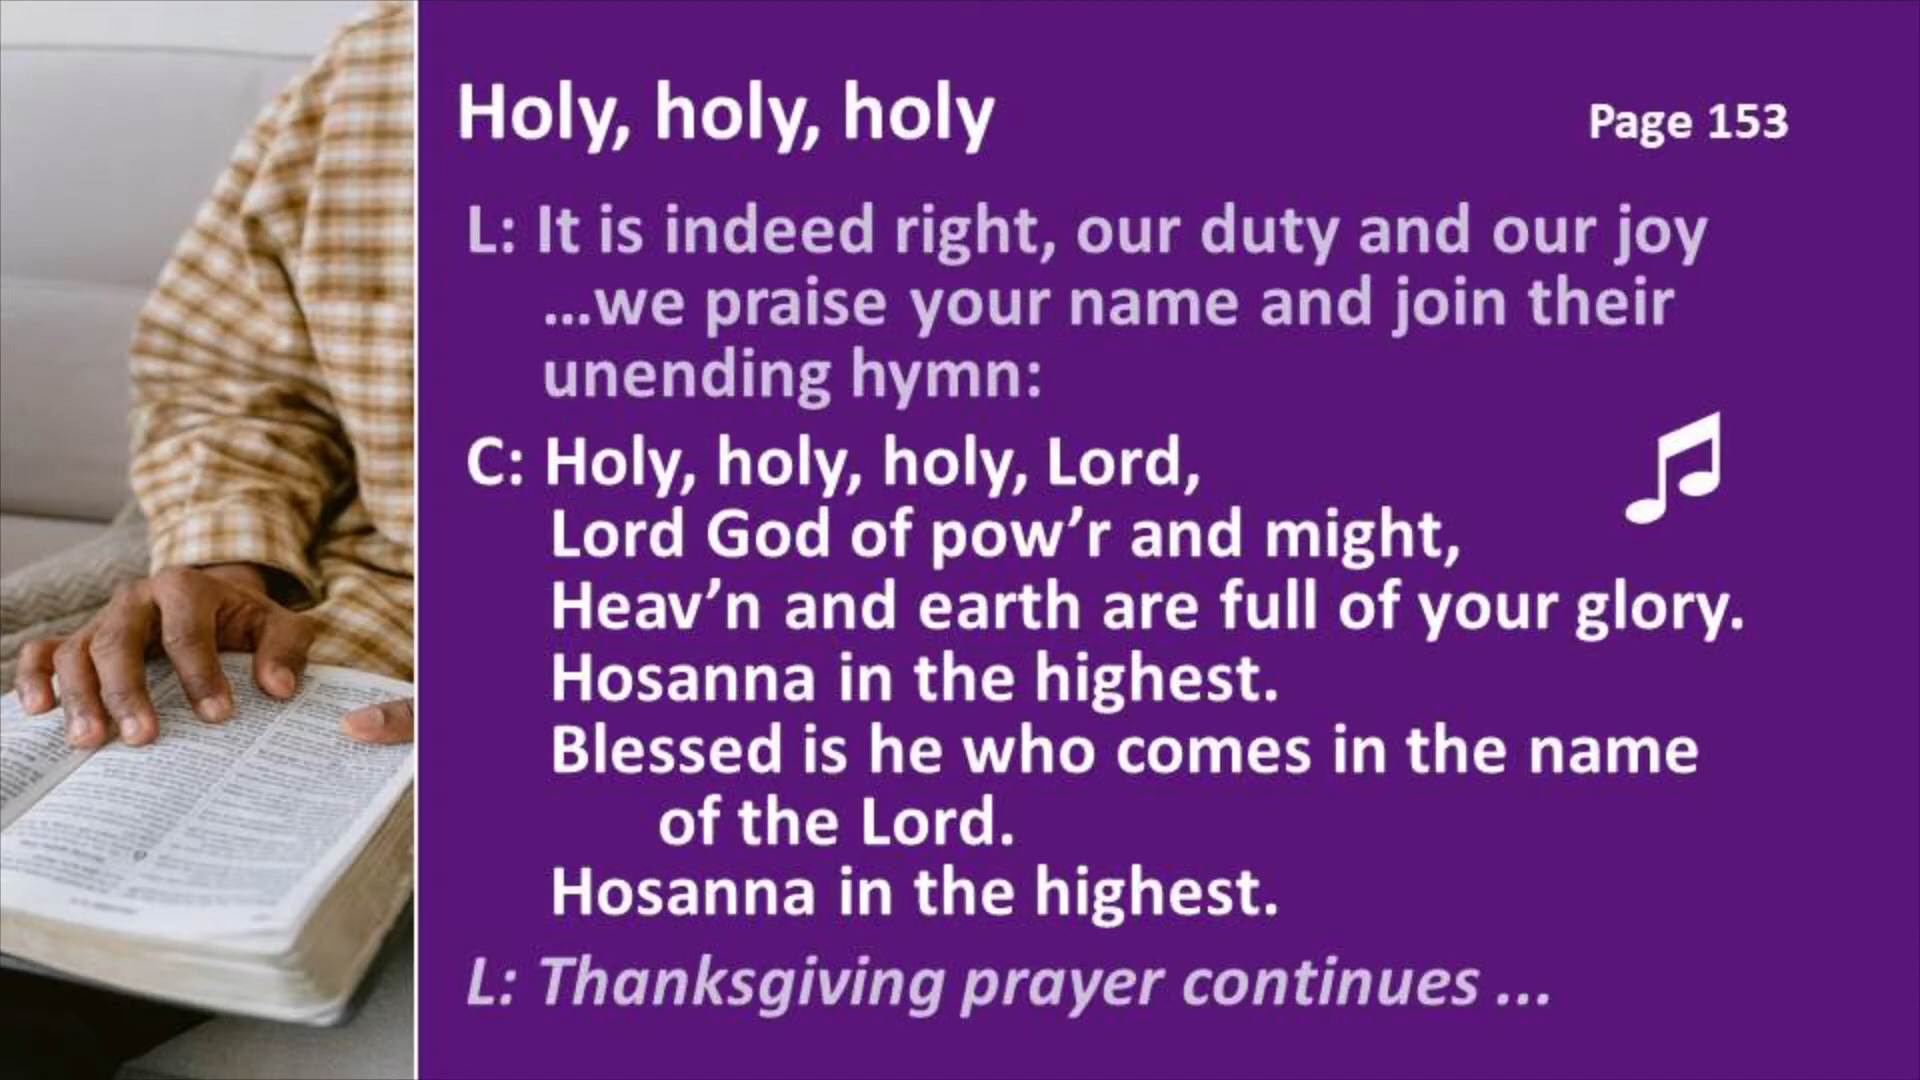 Holy, holy, holy
Page 153
L: It is indeed right, our duty and our joy
...we praise your name and join their
unending hymn:
C: Holy, holy, holy, Lord,
Lord God of pow’r and might,
Heav’n and earth are full of your glory.
Hosanna in the highest.
Blessed is he who comes in the name
of the Lord.
Hosanna in the highest.
L: Thanksgiving prayer continues ...